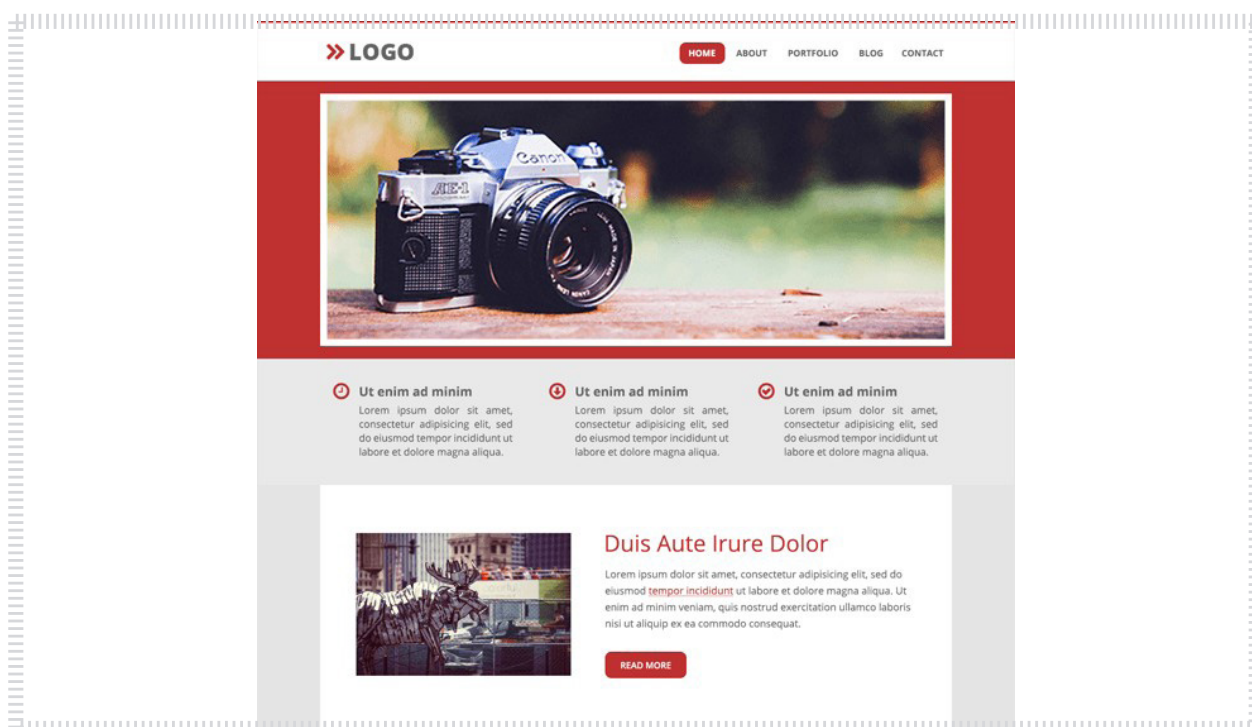 LOGO
HOME ABOUT PORTFOLIO BLOG CONTACT
Canon
AE-1
Ut enim ad minim
Lorem ipsum dolor sit amet,
consectetur adipisicing elit, sed
do eiusmod tempor incididunt ut
labore et dolore magna aliqua.
Ut enim ad minim
Lorem ipsum dolor sit amet,
consectetur adipisicing elit, sed
do eiusmod tempor incididunt ut
labore et dolore magna aliqua.
Ut enim ad minim
Lorem ipsum dolor sit amet,
consectetur adipisicing elit, sed
do eiusmod tempor incididunt ut
labore et dolore magna aliqua.
Duis Aute Irure Dolor
Lorem ipsum dolor sit amet, consectetur adipisicing elit, sed do
eiusmod tempor incididunt ut labore et dolore magna aliqua. Ut
enim ad minim veniam, quis nostrud exercitation ullamco laboris
nisi ut aliquip ex ea commodo consequat.
READ MORE